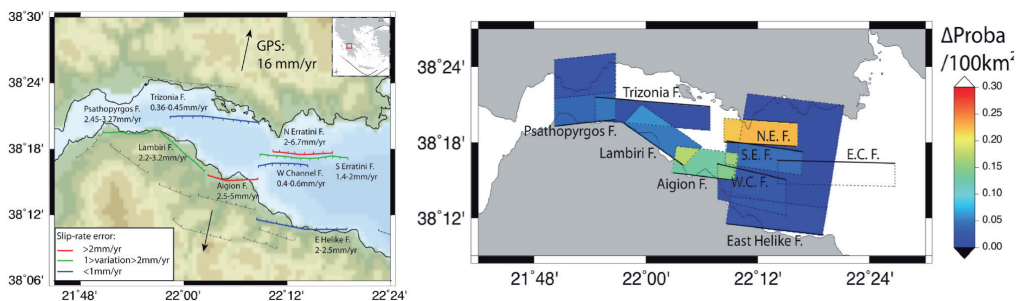 38°30'
38°24'
38°18'
38°12'
38°06'
21°48'
22°00'
22°12'
22°24'
GPS:
16 mm/yr
Trizonia F.
0.36-0.45mm/yr
Psathopyrgos F.
2.45-3.27mm/yr
N Erratini F.
2-6.7mm/yr
Lambiri F.
2.2-3.2mm/yr
S Erratini F.
1.4-2mm/yr
W Channel F.
0.4-0.6mm/yr
Aigion F.
2.5-5mm/yr
E Helike F.
2-2.5mm/yr
Slip-rate error:
>2mm/yr
1>variation>2mm/yr
<1mm/yr
38°24'
38°18'
38°12'
21°48'
22°00'
22°12'
22°24'
Trizonia F.
Psathopyrgos F.
N.E. F.
Lambiri F.
S.E. F.
E.C. F.
Aigion F.
W.C. F.
East Helike F.
ΔProba
/100km²
0.30
0.25
0.20
0.15
0.10
0.05
0.00